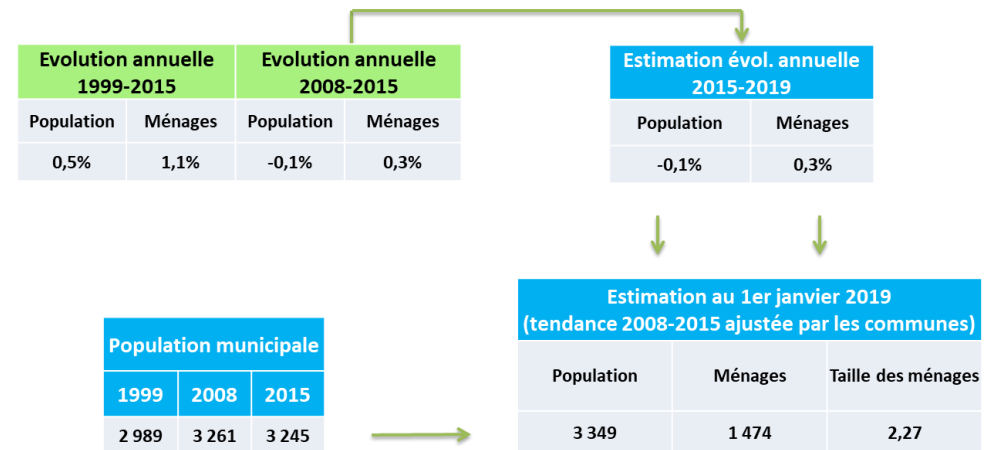 Evolution annuelle 1999-2015
Evolution annuelle 2008-2015
Population Ménages Population Ménages
0,5% 1,1% -0,1% 0,3%
Estimation évol. annuelle
2015-2019
Population Ménages
-0,1% 0,3%
Population municipale
1999 2008 2015
2 989 3 261 3 245
Estimation au 1er janvier 2019
(tendance 2008-2015 ajustée par les communes)
Population Ménages Taille des ménages
3 349 1 474 2,27